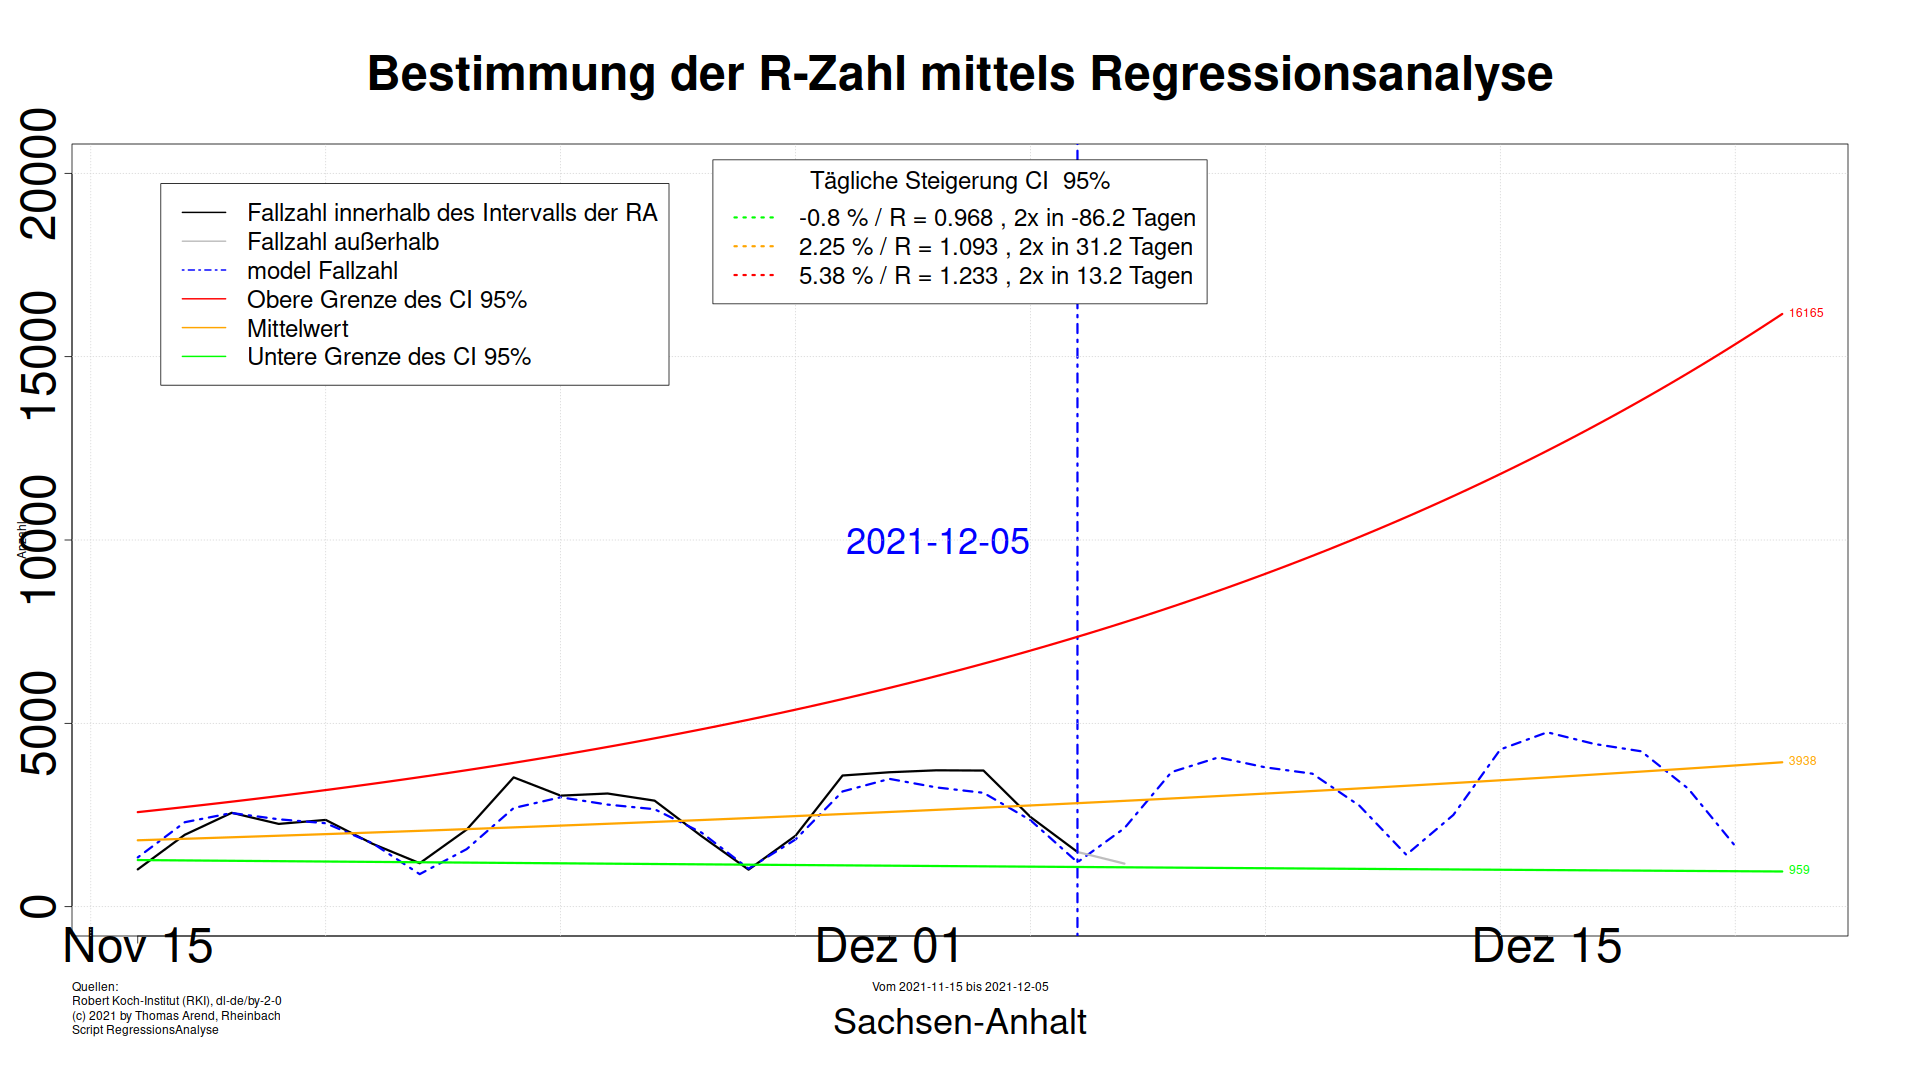 Bestimmung der R-Zahl mittels Regressionsanalyse
Fallzahl innerhalb des Intervalls der RA
Fallzahl außerhalb
model Fallzahl
Obere Grenze des CI 95%
Mittelwert
Untere Grenze des CI 95%
Tägliche Steigerung CI  95%
-0.8 % / R = 0.968 , 2x in -86.2 Tagen
2.25 % / R = 1.093 , 2x in 31.2 Tagen
5.38 % / R = 1.233 , 2x in 13.2 Tagen
20000
15000
10000
5000
0
Anzahl
2021-12-05
16165
3938
959
Nov 15
Dez 01
Dez 15
Quellen:
Robert Koch-Institut (RKI), dl-de/by-2-0
(c) 2021 by Thomas Arend, Rheinbach
Script RegressionsAnalyse
Vom 2021-11-15 bis 2021-12-05
Sachsen-Anhalt